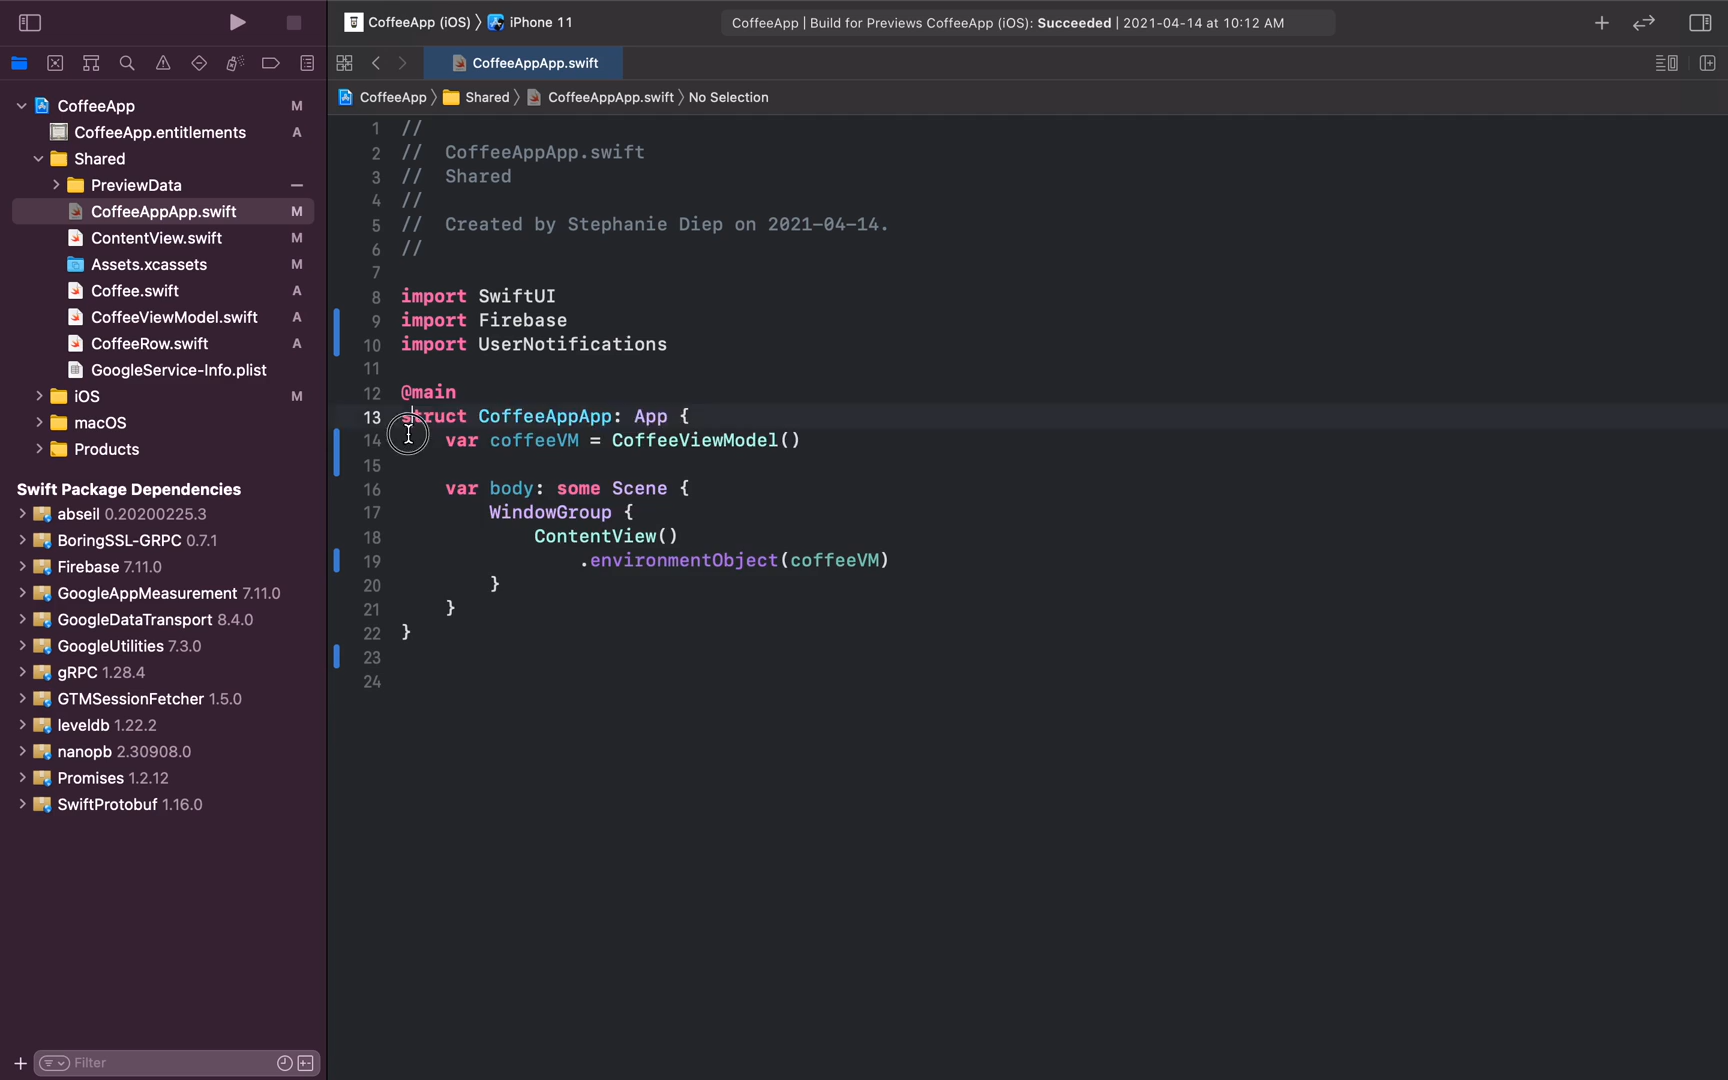 CoffeeApp (iOS) 〉 iPhone 11
CoffeeApp | Build for Previews CoffeeApp (iOS): Succeeded | 2021-04-14 at 10:12 AM
CoffeeAppApp.swift
CoffeeApp 〉 Shared 〉 CoffeeAppApp.swift 〉 No Selection
CoffeeApp M
CoffeeApp.entitlements A
Shared
PreviewData —
CoffeeAppApp.swift M
ContentView.swift M
Assets.xcassets M
Coffee.swift A
CoffeeViewModel.swift A
CoffeeRow.swift A
GoogleService-Info.plist
iOS M
macOS
Products
Swift Package Dependencies
abseil 0.20200225.3
BoringSSL-GRPC 0.7.1
Firebase 7.11.0
GoogleAppMeasurement 7.11.0
GoogleDataTransport 8.4.0
GoogleUtilities 7.3.0
gRPC 1.28.4
GTMSessionFetcher 1.5.0
leveldb 1.22.2
nanopb 2.30908.0
Promises 1.2.12
SwiftProtobuf 1.16.0
Filter
1 //
2 //  CoffeeAppApp.swift
3 //  Shared
4 //
5 //  Created by Stephanie Diep on 2021-04-14.
6 //
7
8 import SwiftUI
9 import Firebase
10 import UserNotifications
11
12 @main
13 struct CoffeeAppApp: App {
14     var coffeeVM = CoffeeViewModel()
15
16     var body: some Scene {
17         WindowGroup {
18             ContentView()
19                 .environmentObject(coffeeVM)
20         }
21     }
22 }
23
24